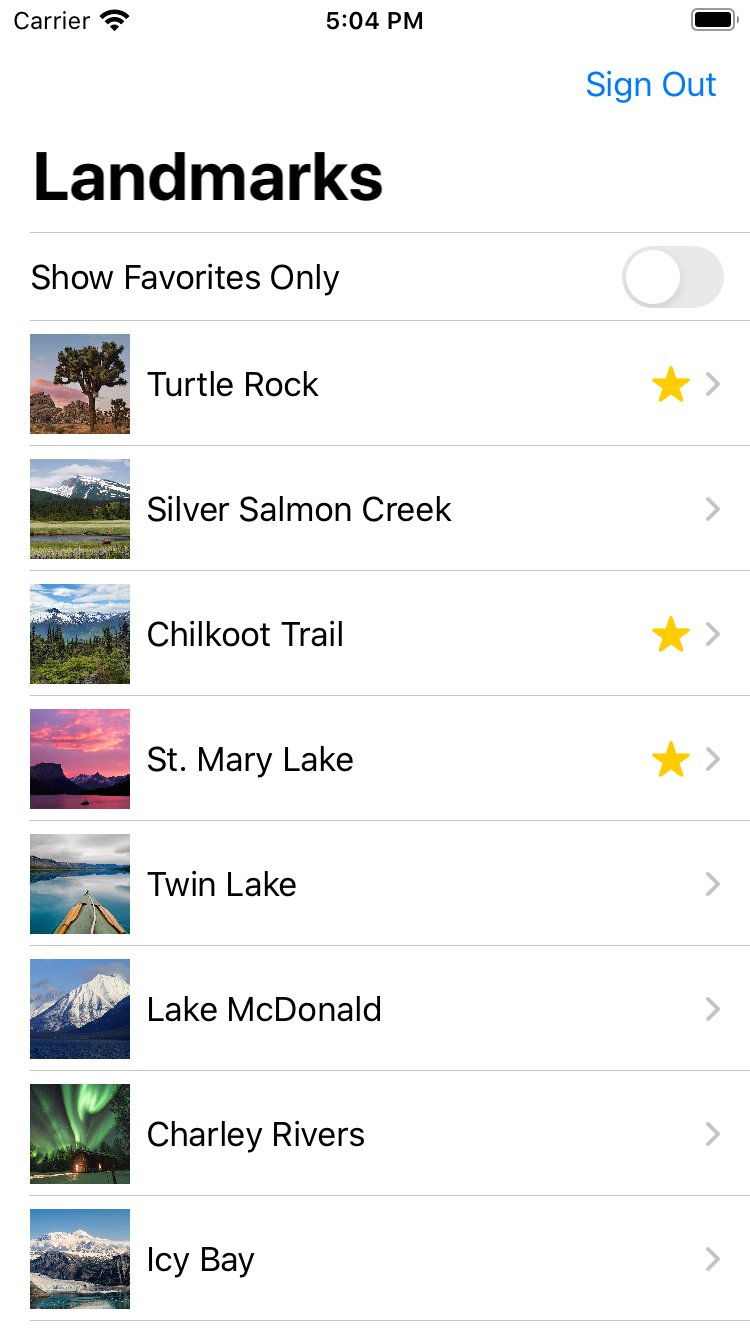 Carrier 5:04 PM
Sign Out
Landmarks
Show Favorites Only
Turtle Rock
Silver Salmon Creek
Chilkoot Trail
St. Mary Lake
Twin Lake
Lake McDonald
Charley Rivers
Icy Bay